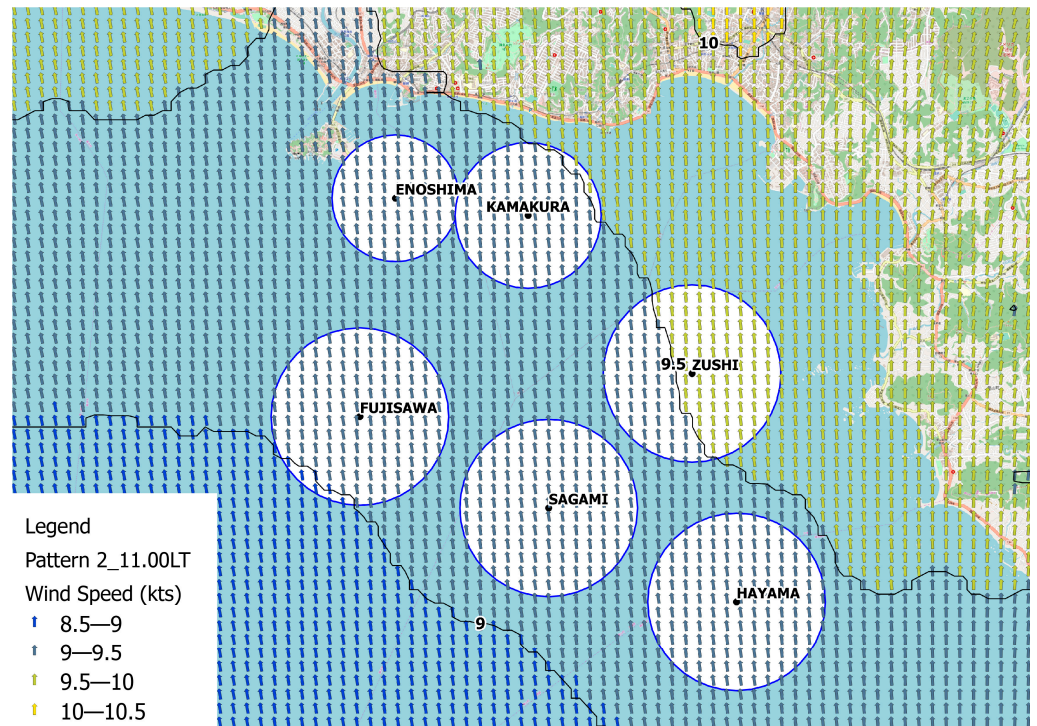 10
ENOSHIMA
KAMAKURA
9.5 ZUSHI
FUJISAWA
SAGAMI
HAYAMA
9
Legend
Pattern 2_11.00LT
Wind Speed (kts)
8.5—9
9—9.5
9.5—10
10—10.5